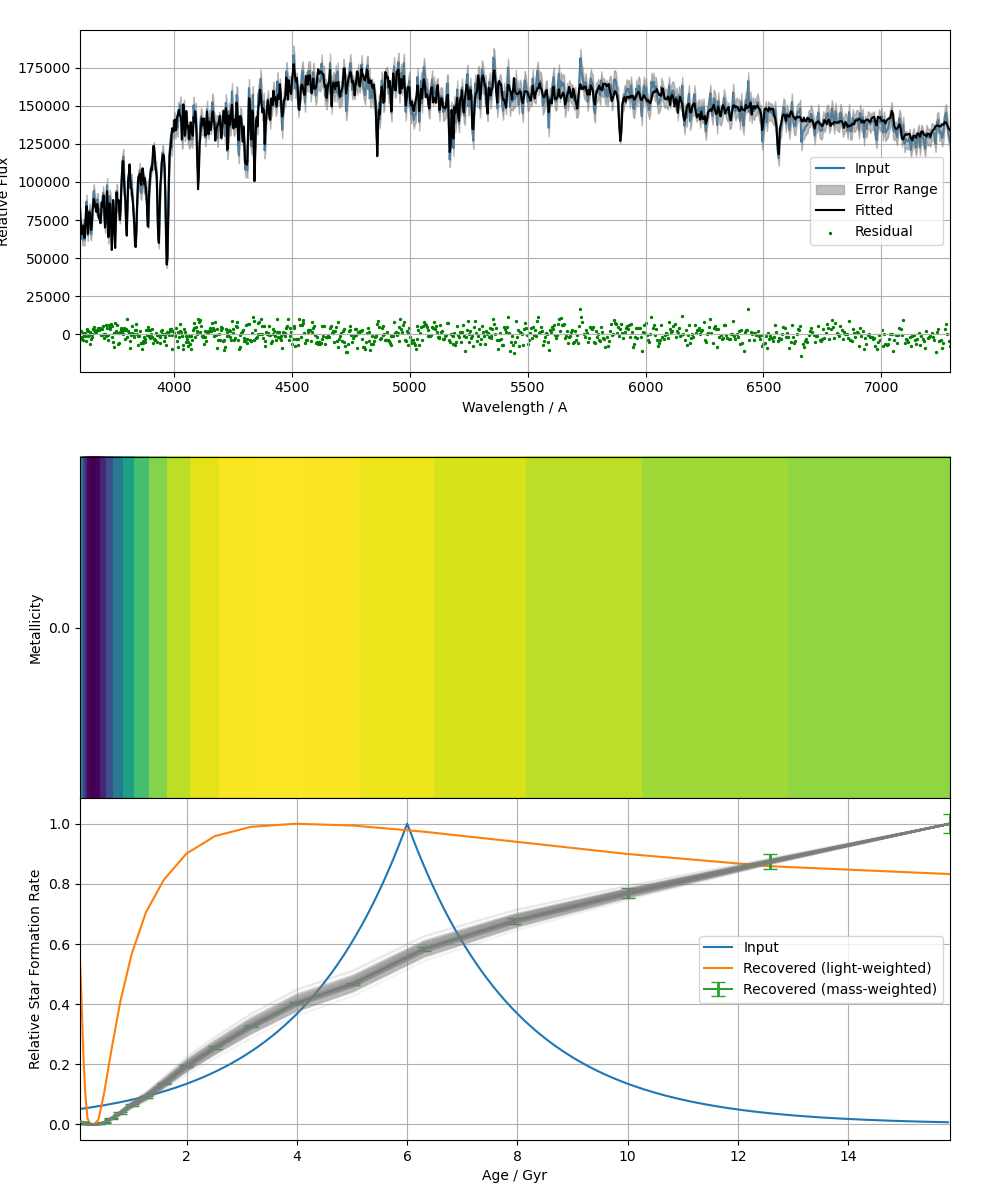 175000
150000
125000
100000
75000
50000
25000
0
Relative Flux
Input
Error Range
Fitted
Residual
4000 4500 5000 5500 6000 6500 7000
Wavelength / A
Metallicity
0.0
1.0
0.8
0.6
0.4
0.2
0.0
Relative Star Formation Rate
Input
Recovered (light-weighted)
Recovered (mass-weighted)
2 4 6 8 10 12 14
Age / Gyr